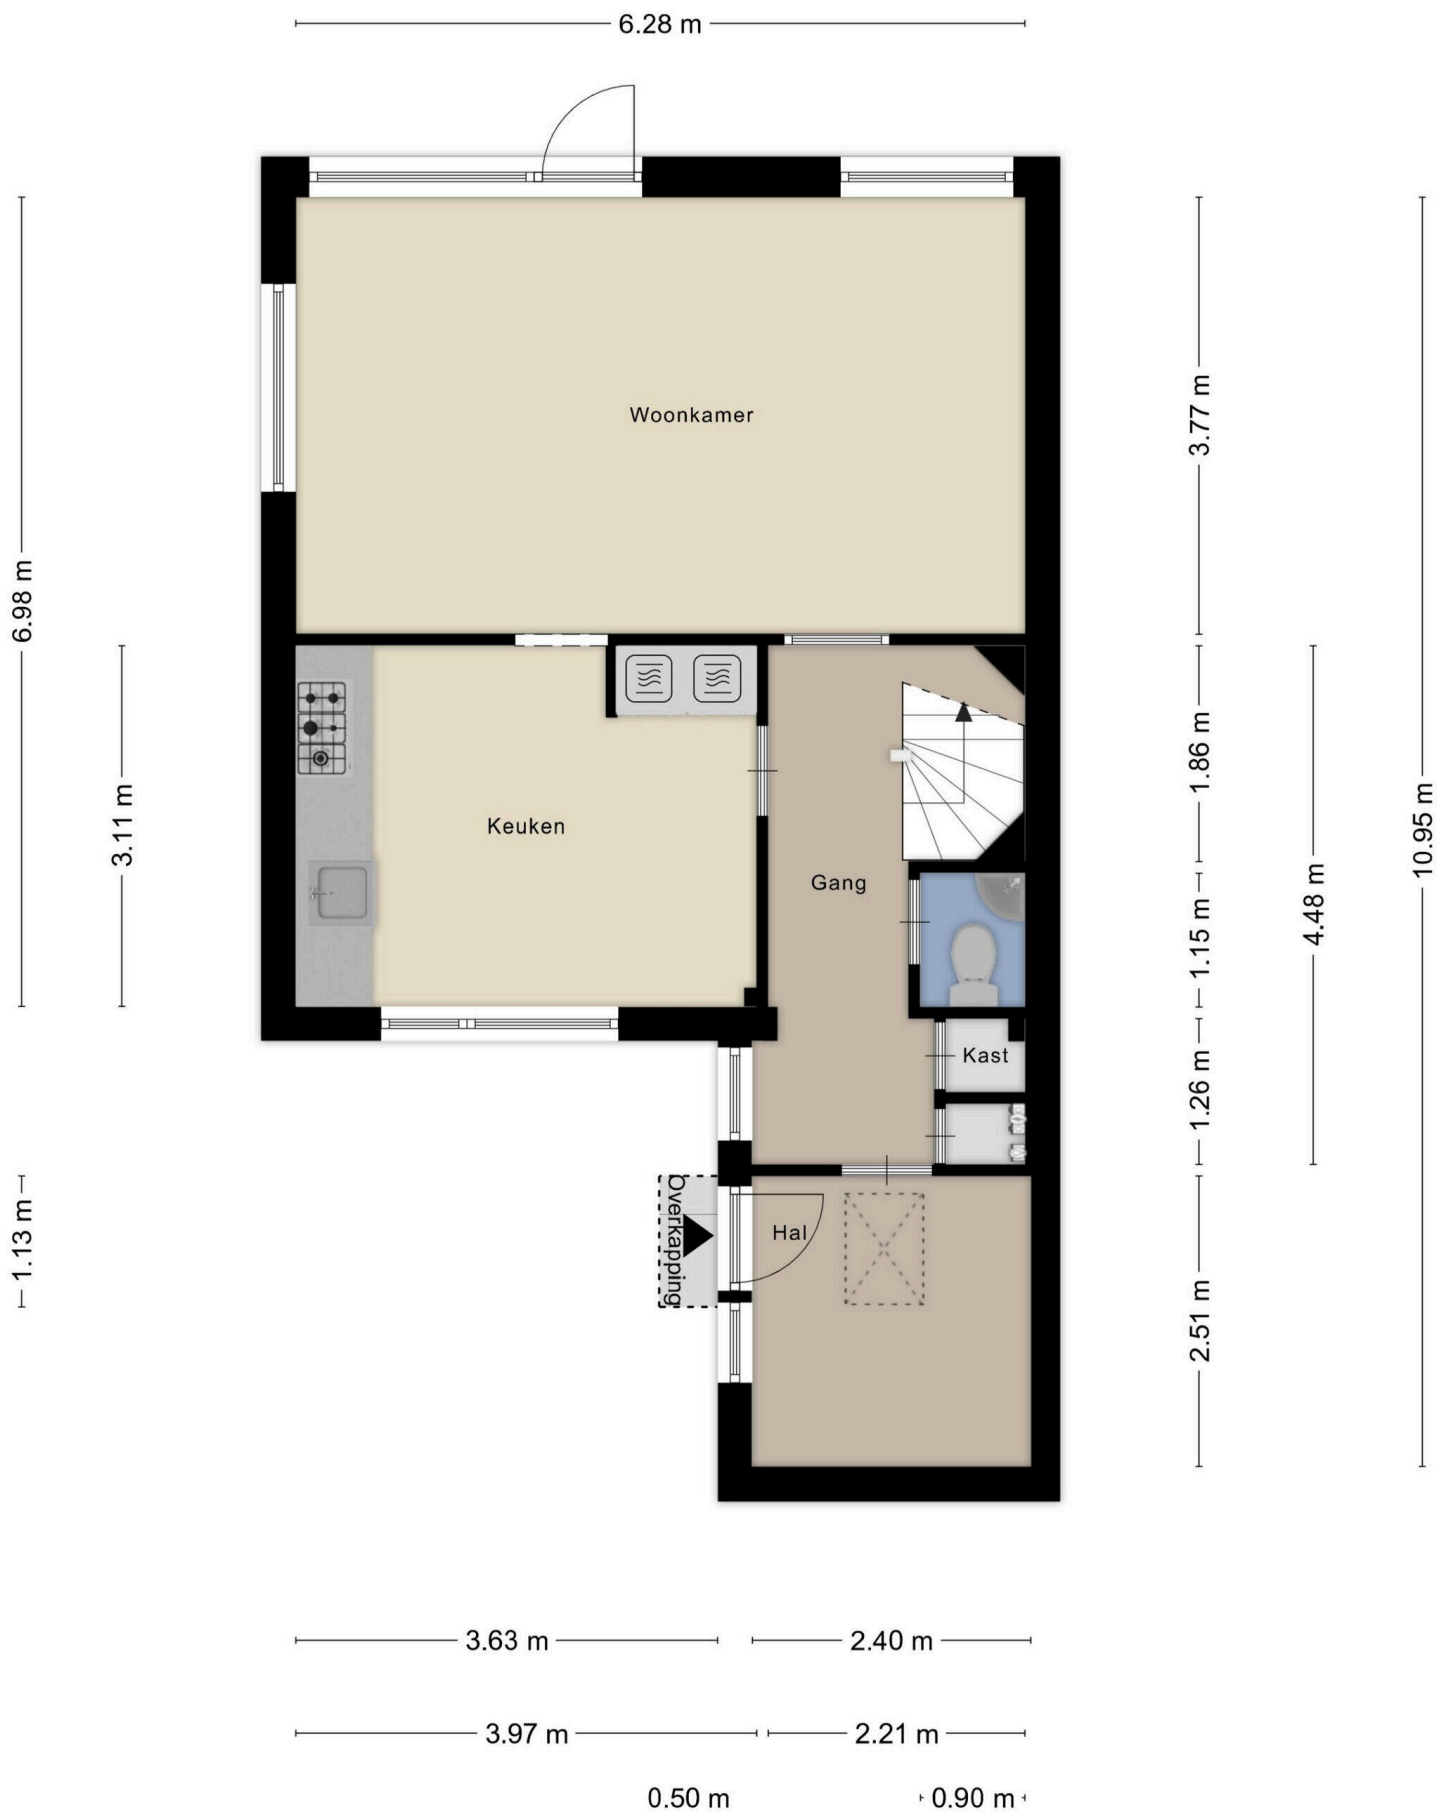 6.28 m
Woonkamer
3.77 m
6.98 m
Keuken
3.11 m
1.86 m
10.95 m
Gang
4.48 m
1.15 m
Kast
1.26 m
Overkapping
Hal
1.13 m
2.51 m
3.63 m
2.40 m
3.97 m
2.21 m
0.50 m
0.90 m